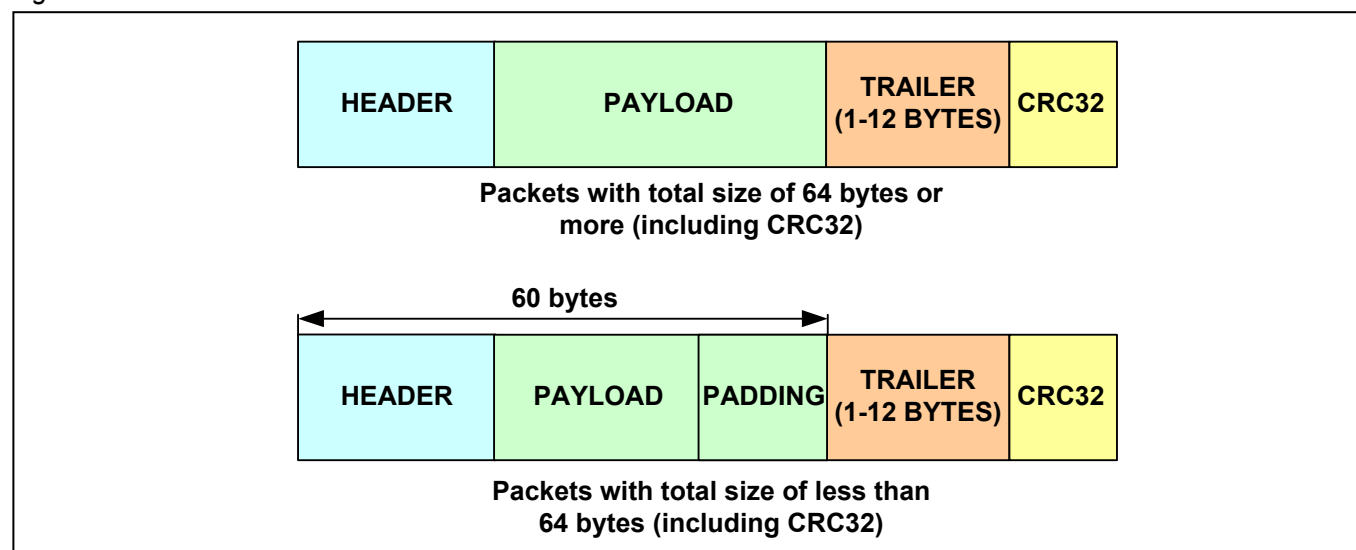 HEADER
PAYLOAD
TRAILER
(1-12 BYTES)
CRC32
Packets with total size of 64 bytes or
more (including CRC32)
60 bytes
HEADER
PAYLOAD
PADDING
TRAILER
(1-12 BYTES)
CRC32
Packets with total size of less than
64 bytes (including CRC32)